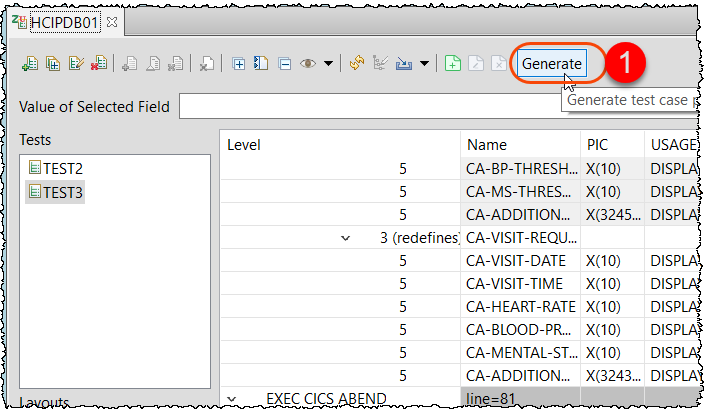 HCIPDB01
Generate
1
Generate test case
Value of Selected Field
Tests
Level Name PIC USAGE
TEST2
TEST3
5 CA-BP-THRESH... X(10) DISPLA
5 CA-MS-THRES... X(10) DISPLA
5 CA-ADDITION... X(3245... DISPLA
3 (redefines) CA-VISIT-REQU...
5 CA-VISIT-DATE X(10) DISPLA
5 CA-VISIT-TIME X(10) DISPLA
5 CA-HEART-RATE X(10) DISPLA
5 CA-BLOOD-PR... X(10) DISPLA
5 CA-MENTAL-ST... X(10) DISPLA
5 CA-ADDITION... X(3243... DISPLA
Layouts
EXEC CICS ABEND line=81